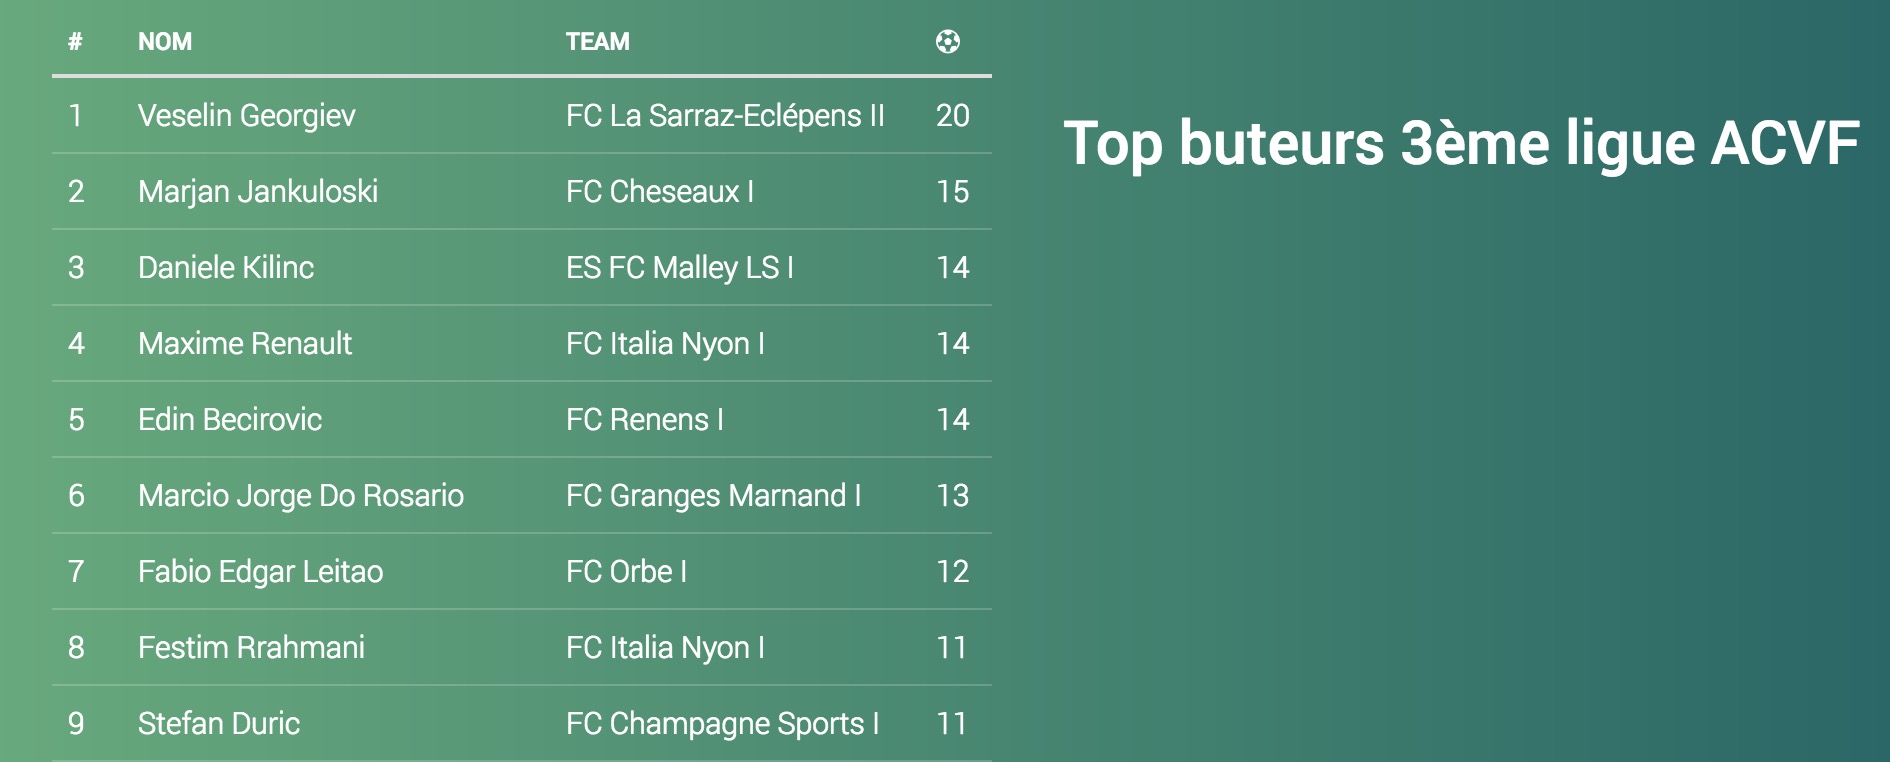 # NOM TEAM
1 Veselin Georgiev FC La Sarraz-Eclépens II 20
2 Marjan Jankuloski FC Cheseaux I 15
3 Daniele Kilinc ES FC Malley LS I 14
4 Maxime Renault FC Italia Nyon I 14
5 Edin Becirovic FC Renens I 14
6 Marcio Jorge Do Rosario FC Granges Marnand I 13
7 Fabio Edgar Leitao FC Orbe I 12
8 Festim Rrahmani FC Italia Nyon I 11
9 Stefan Duric FC Champagne Sports I 11
Top buteurs 3ème ligue ACVF